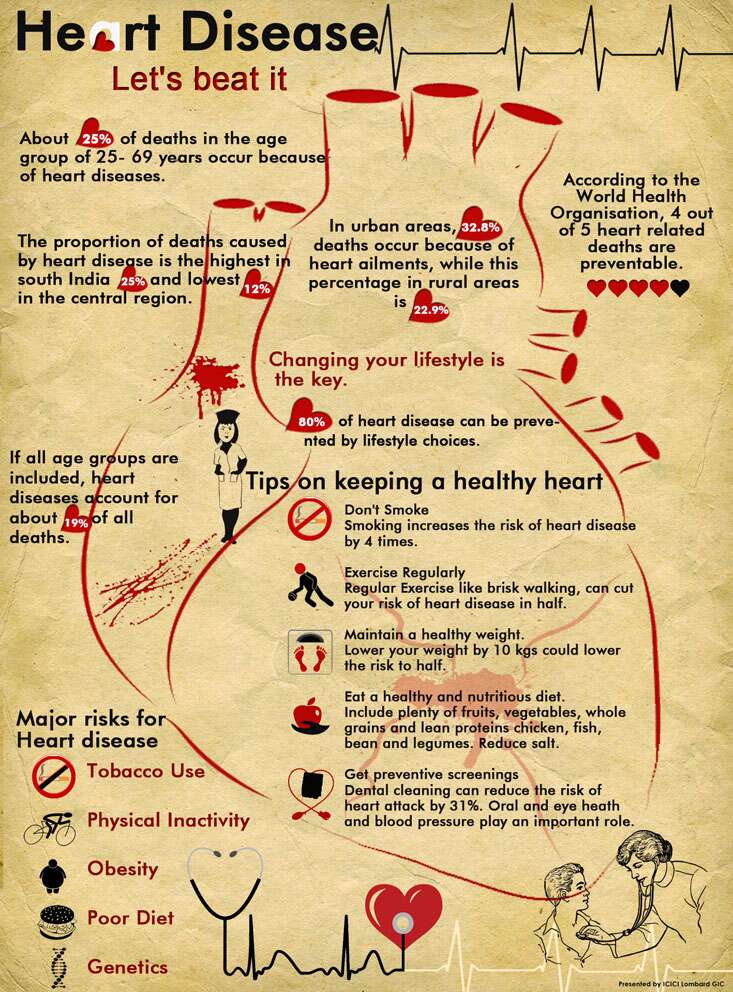 Heart Disease
Let's beat it
About 25% of deaths in the age
group of 25- 69 years occur because
of heart diseases.
According to the
World Health
Organisation, 4 out
of 5 heart related
deaths are
preventable.
In urban areas, 32.8%
deaths occur because of
heart ailments, while this
percentage in rural areas
is 22.9%
The proportion of deaths caused
by heart disease is the highest in
south India 25% and lowest 12%
in the central region.
Changing your lifestyle is
the key.
80% of heart disease can be preve-
nted by lifestyle choices.
If all age groups are
included, heart
diseases account for
about 19% of all
deaths.
Tips on keeping a healthy heart
Don't Smoke
Smoking increases the risk of heart disease
by 4 times.
Exercise Regularly
Regular Exercise like brisk walking, can cut
your risk of heart disease in half.
Maintain a healthy weight.
Lower your weight by 10 kgs could lower
the risk to half.
Eat a healthy and nutritious diet.
Include plenty of fruits, vegetables, whole
grains and lean proteins chicken, fish,
bean and legumes. Reduce salt.
Get preventive screenings
Dental cleaning can reduce the risk of
heart attack by 31%. Oral and eye heath
and blood pressure play an important role.
Major risks for
Heart disease
Tobacco Use
Physical Inactivity
Obesity
Poor Diet
Genetics
Presented by ICICI Lombard GIC